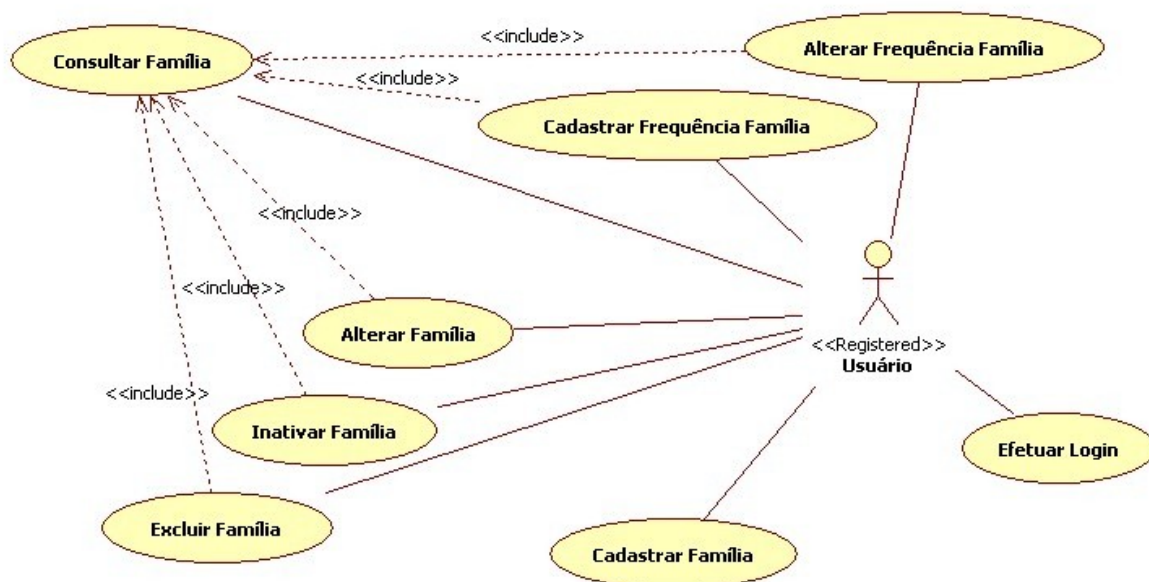 <<include>>
Alterar Frequência Família
Consultar Família
<<include>>
Cadastrar Frequência Família
<<include>>
<<include>>
Alterar Família
<<Registered>>
Usuário
<<include>>
Inativar Família
Efetuar Login
Excluir Família
Cadastrar Família